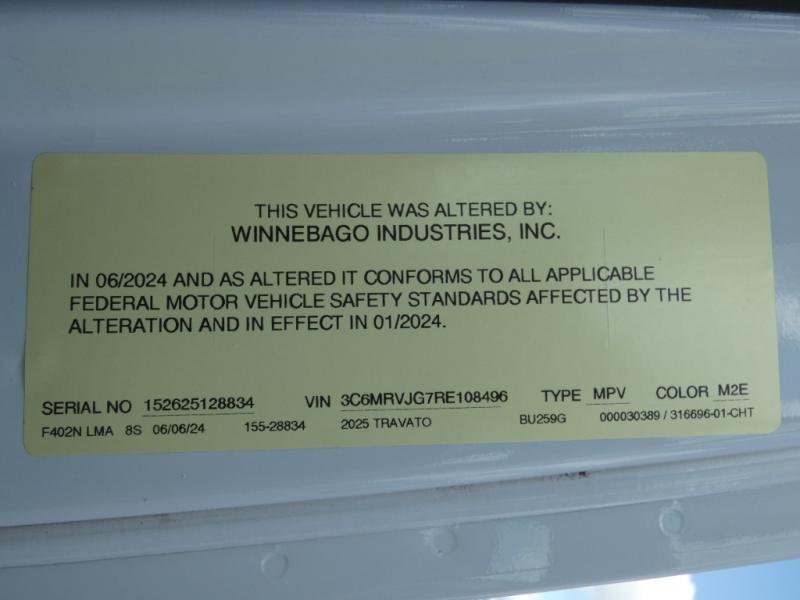 THIS VEHICLE WAS ALTERED BY:
WINNEBAGO INDUSTRIES, INC.
IN 06/2024 AND AS ALTERED IT CONFORMS TO ALL APPLICABLE
FEDERAL MOTOR VEHICLE SAFETY STANDARDS AFFECTED BY THE
ALTERATION AND IN EFFECT IN 01/2024.
SERIAL NO 152625128834 VIN 3C6MRVJG7RE108496 TYPE MPV COLOR M2E
F402N LMA 8S 06/06/24 155-28834 2025 TRAVATO BU259G 000030389 / 316696-01-CHT